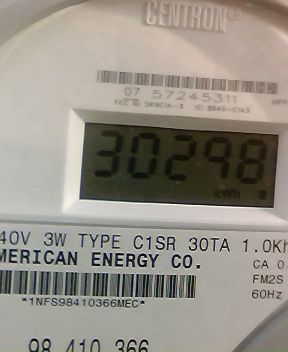 CENTRON®
07 57245311
30298
kWh
40V 3W TYPE C1SR 30TA 1.0Kh
MERICAN ENERGY CO.
CA 0
FM2S
60Hz
*1NFS98410366MEC*
98 410 366